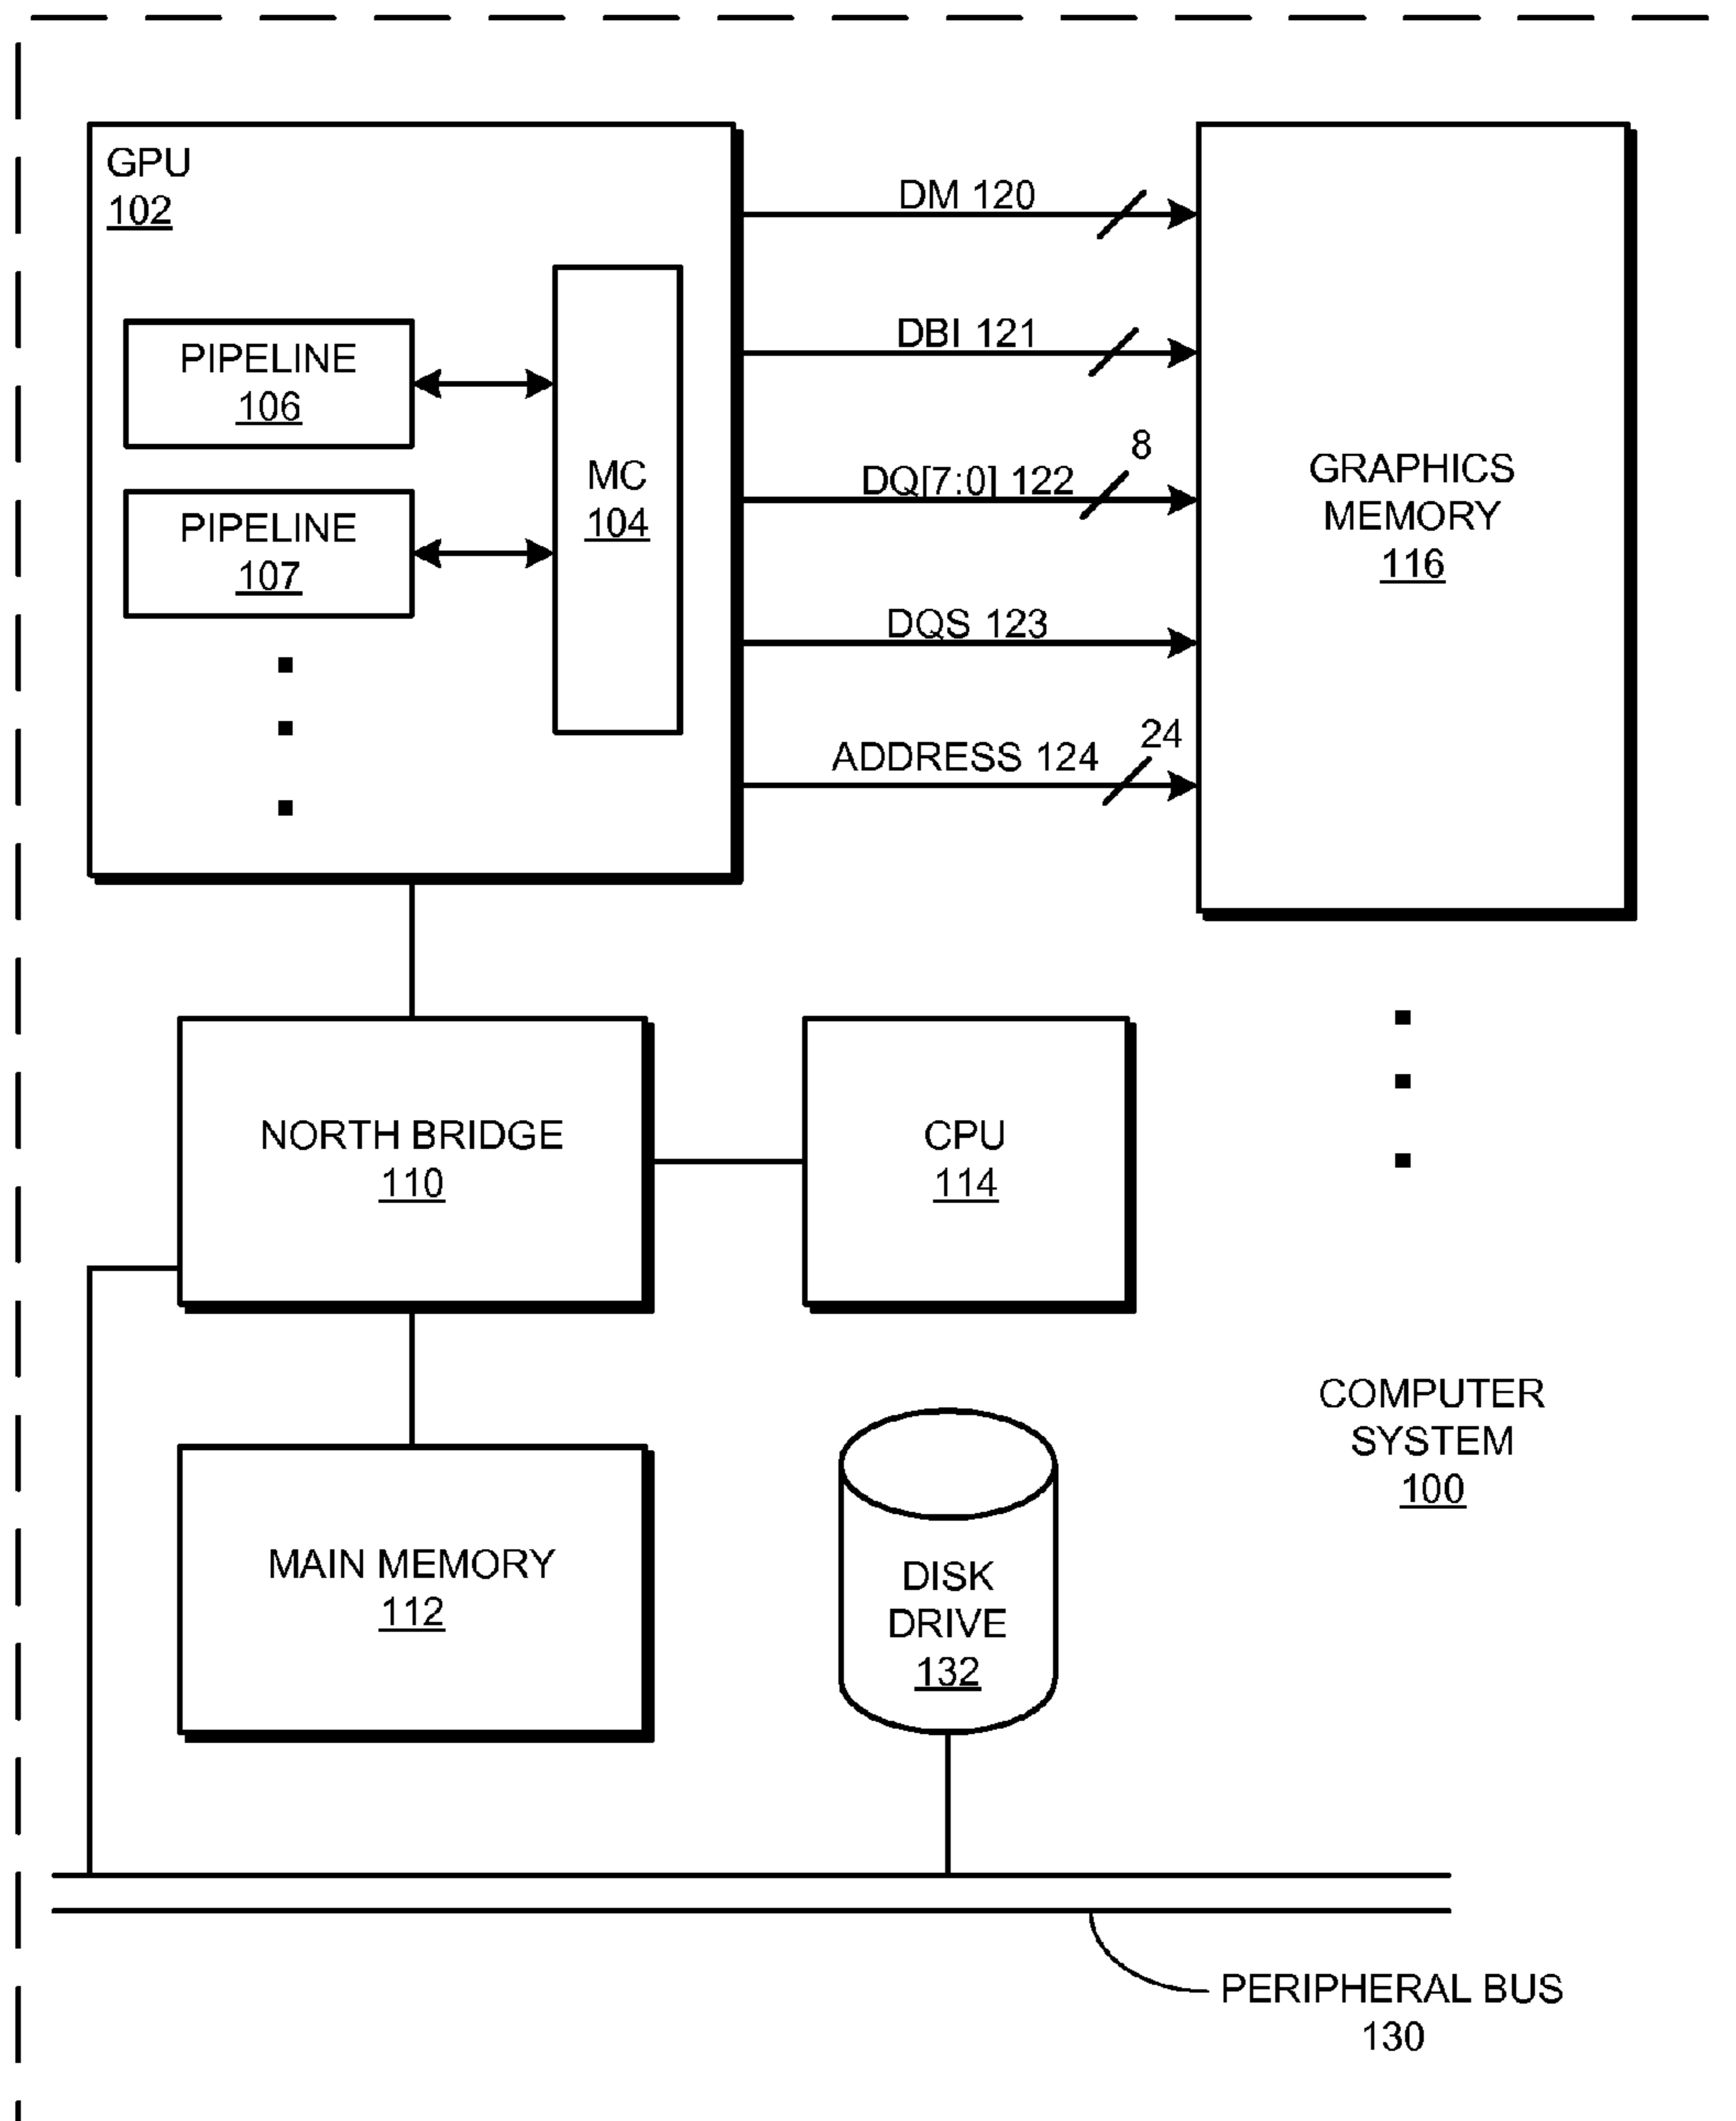 GPU
102
PIPELINE
106
PIPELINE
107
MC
104
DM 120
DBI 121
8
DQ[7:0] 122
DQS 123
24
ADDRESS 124
GRAPHICS
MEMORY
116
NORTH BRIDGE
110
CPU
114
MAIN MEMORY
112
DISK
DRIVE
132
COMPUTER
SYSTEM
100
PERIPHERAL BUS
130